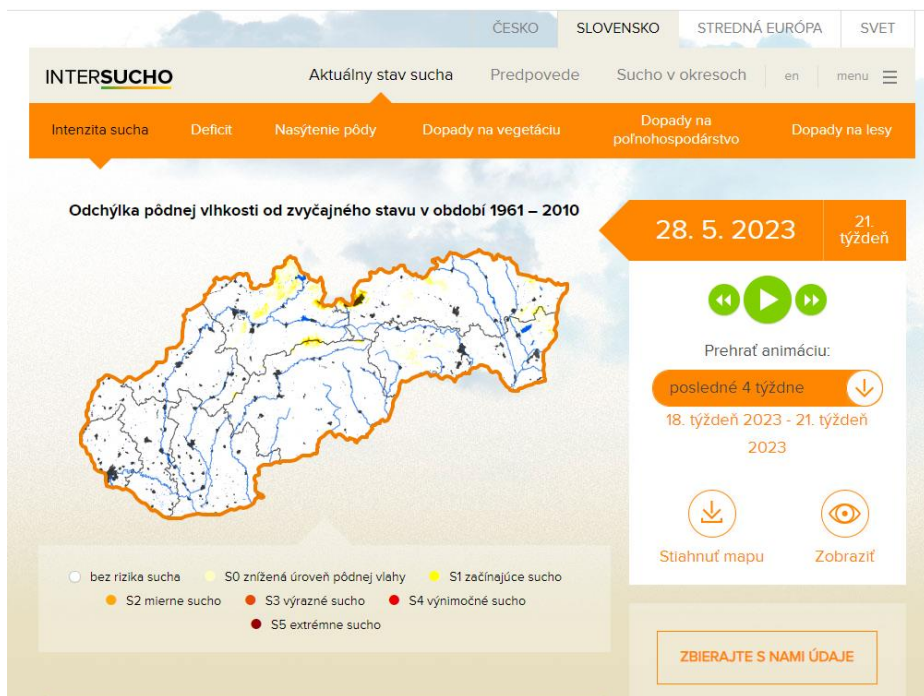 ČESKO SLOVENSKO STREDNÁ EURÓPA SVET
INTERSUCHO Aktuálny stav sucha Predpovede Sucho v okresoch en menu
Intenzita sucha Deficit Nasýtenie pôdy Dopady na vegetáciu Dopady na poľnohospodárstvo Dopady na lesy
Odchýlka pôdnej vlhkosti od zvyčajného stavu v období 1961 – 2010
28. 5. 2023
21.
týždeň
Prehrať animáciu:
posledné 4 týždne
18. týždeň 2023 - 21. týždeň
2023
Stiahnuť mapu Zobraziť
bez rizika sucha S0 znížená úroveň pôdnej vlahy S1 začínajúce sucho
S2 mierne sucho S3 výrazné sucho S4 výnimočné sucho
S5 extrémne sucho
ZBIERAJTE S NAMI ÚDAJE